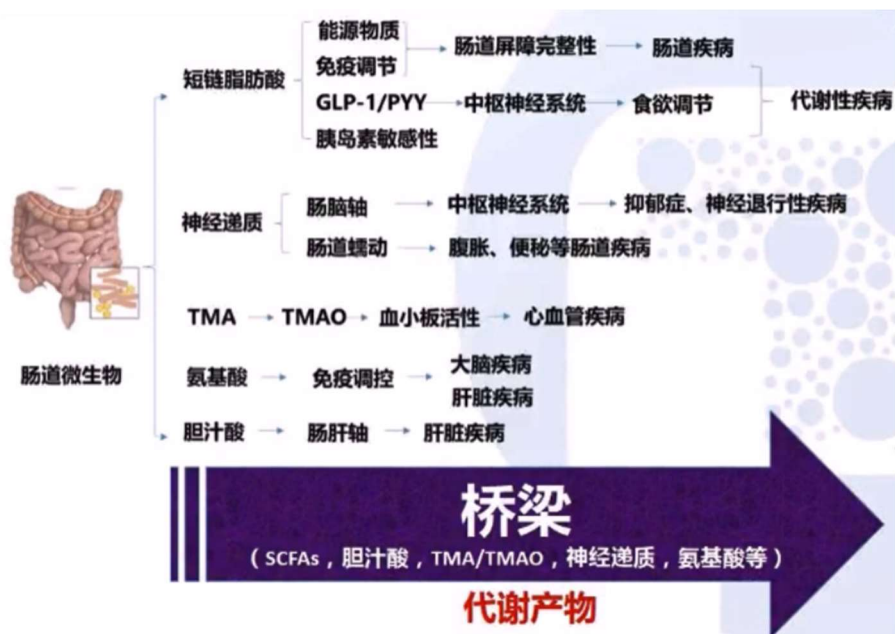 能源物质
免疫调节
肠道屏障完整性
肠道疾病
短链脂肪酸
GLP-1/PYY
中枢神经系统
食欲调节
代谢性疾病
胰岛素敏感性
神经递质
肠脑轴
中枢神经系统
抑郁症、神经退行性疾病
肠道蠕动
腹胀、便秘等肠道疾病
TMA
TMAO
血小板活性
心血管疾病
肠道微生物
氨基酸
免疫调控
大脑疾病
肝脏疾病
胆汁酸
肠肝轴
肝脏疾病
桥梁
（SCFAs，胆汁酸，TMA/TMAO，神经递质，氨基酸等）
代谢产物